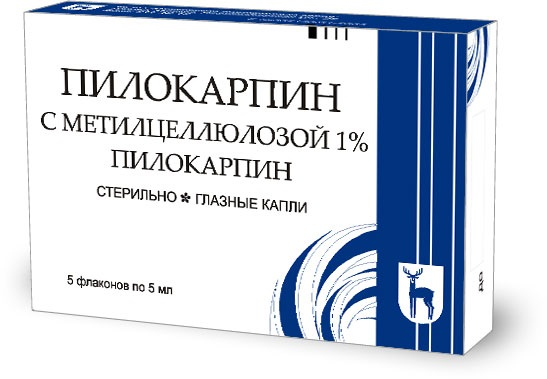 ПИЛОКАРПИН
С МЕТИЛЦЕЛЛЮЛОЗОЙ 1%
ПИЛОКАРПИН
СТЕРИЛЬНО * ГЛАЗНЫЕ КАПЛИ
5 флаконов по 5 мл